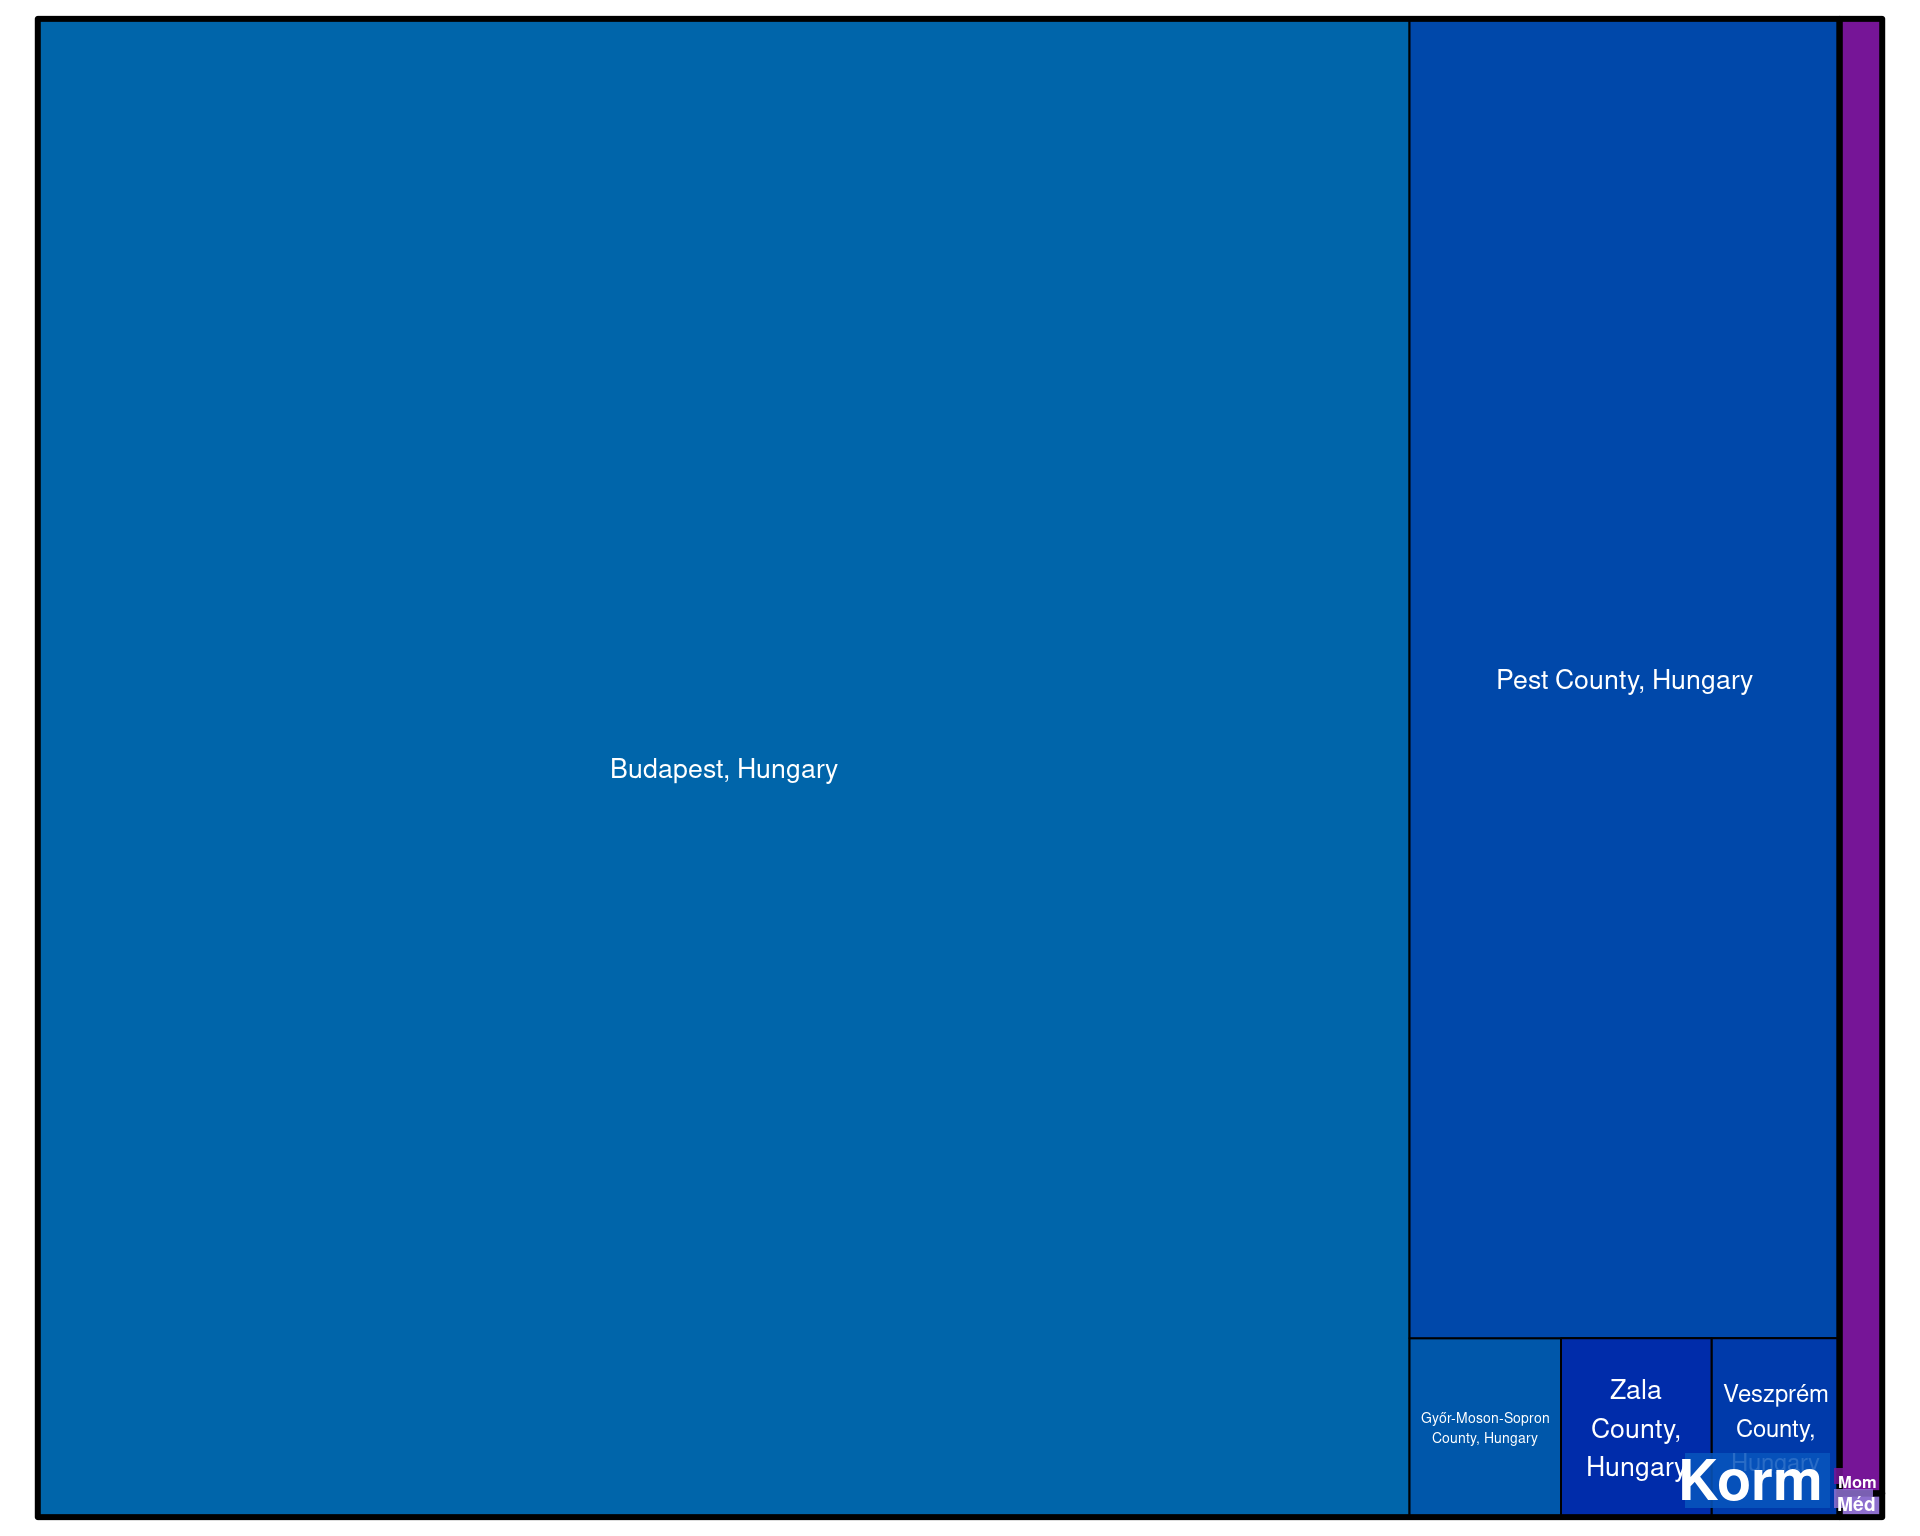 Budapest, Hungary
Pest County, Hungary
Győr-Moson-Sopron
County, Hungary
Zala
County,
Hungary
Veszprém
County,
Hungary
Korm
Mom
Méd